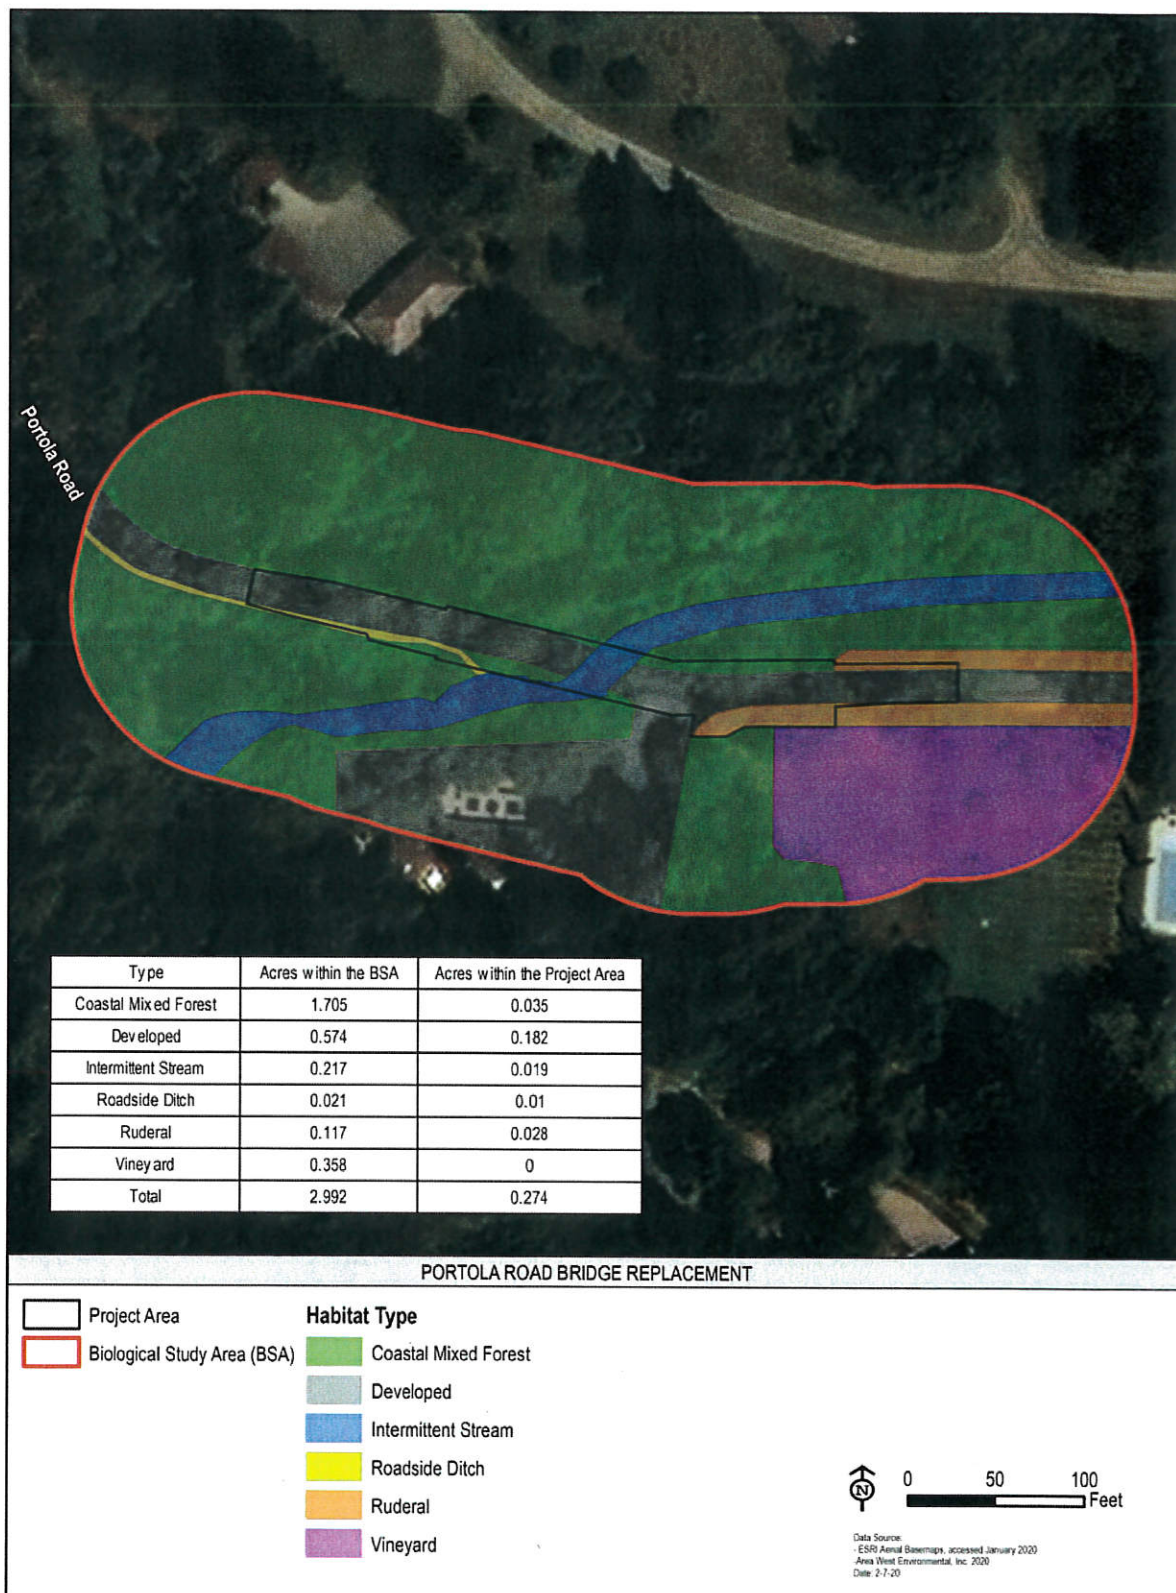 Portola Road
Type Acres within the BSA Acres within the Project Area
Coastal Mixed Forest 1.705 0.035
Developed 0.574 0.182
Intermittent Stream 0.217 0.019
Roadside Ditch 0.021 0.01
Ruderal 0.117 0.028
Vineyard 0.358 0
Total 2.992 0.274
PORTOLA ROAD BRIDGE REPLACEMENT
Project Area
Biological Study Area (BSA)
Habitat Type
Coastal Mixed Forest
Developed
Intermittent Stream
Roadside Ditch
Ruderal
Vineyard
N
0 50 100
Feet
Data Source:
- ESRI Aerial Basemaps, accessed January 2020
-Area West Environmental, Inc. 2020
Date: 2-7-20